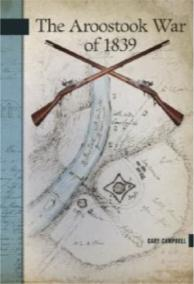 The Aroostook War
of 1839
GARY CAMPBELL